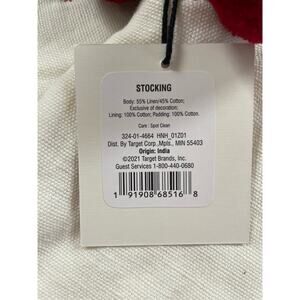 STOCKING
Body: 55% Linen/45% Cotton;
Exclusive of decoration;
Lining: 100% Cotton; Padding: 100% Cotton.
Care : Spot Clean
324-01-4664 HNH_01Z01
Dist. By Target Corp.,Mpls., MN 55403
Origin: India
©2021 Target Brands, Inc.
Guest Services 1-800-440-0680
1 91908 68516 8